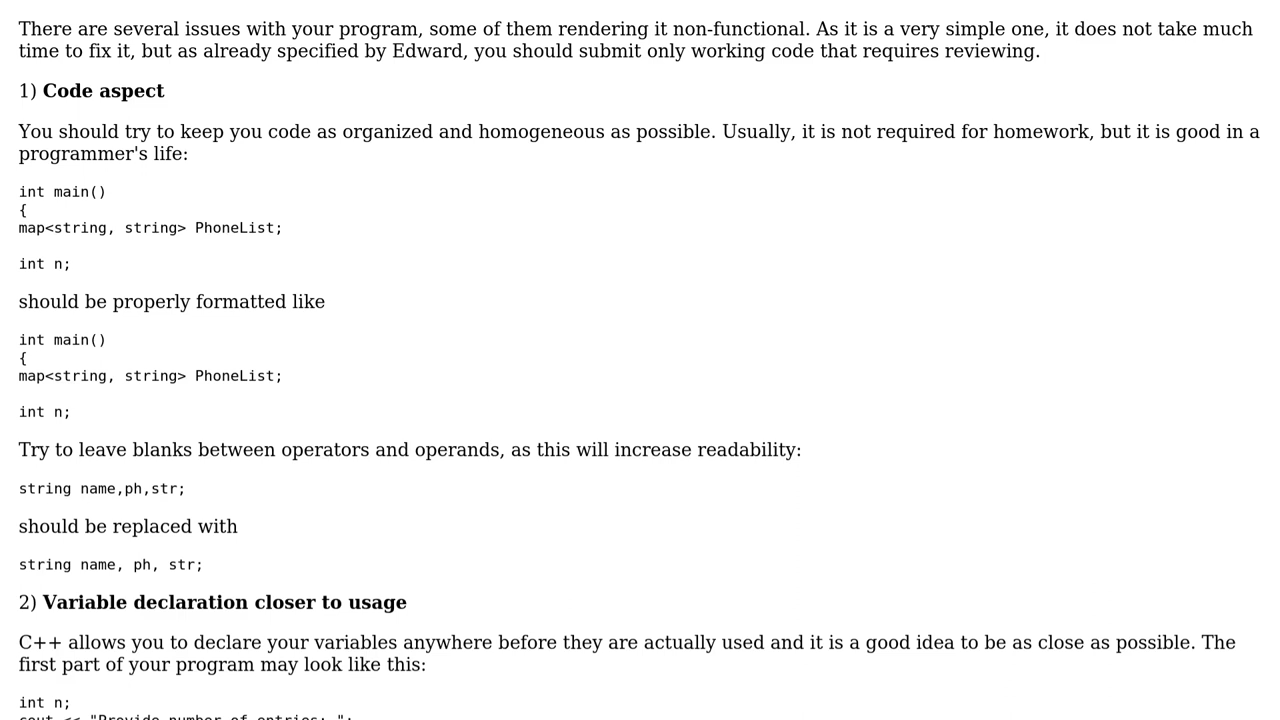 There are several issues with your program, some of them rendering it non-functional. As it is a very simple one, it does not take much
time to fix it, but as already specified by Edward, you should submit only working code that requires reviewing.
1) Code aspect
You should try to keep you code as organized and homogeneous as possible. Usually, it is not required for homework, but it is good in a
programmer's life:
int main()
{
map<string, string> PhoneList;
int n;
should be properly formatted like
int main()
{
map<string, string> PhoneList;
int n;
Try to leave blanks between operators and operands, as this will increase readability:
string name,ph,str;
should be replaced with
string name, ph, str;
2) Variable declaration closer to usage
C++ allows you to declare your variables anywhere before they are actually used and it is a good idea to be as close as possible. The
first part of your program may look like this:
int n;
cout << "Provide number of entries: ";